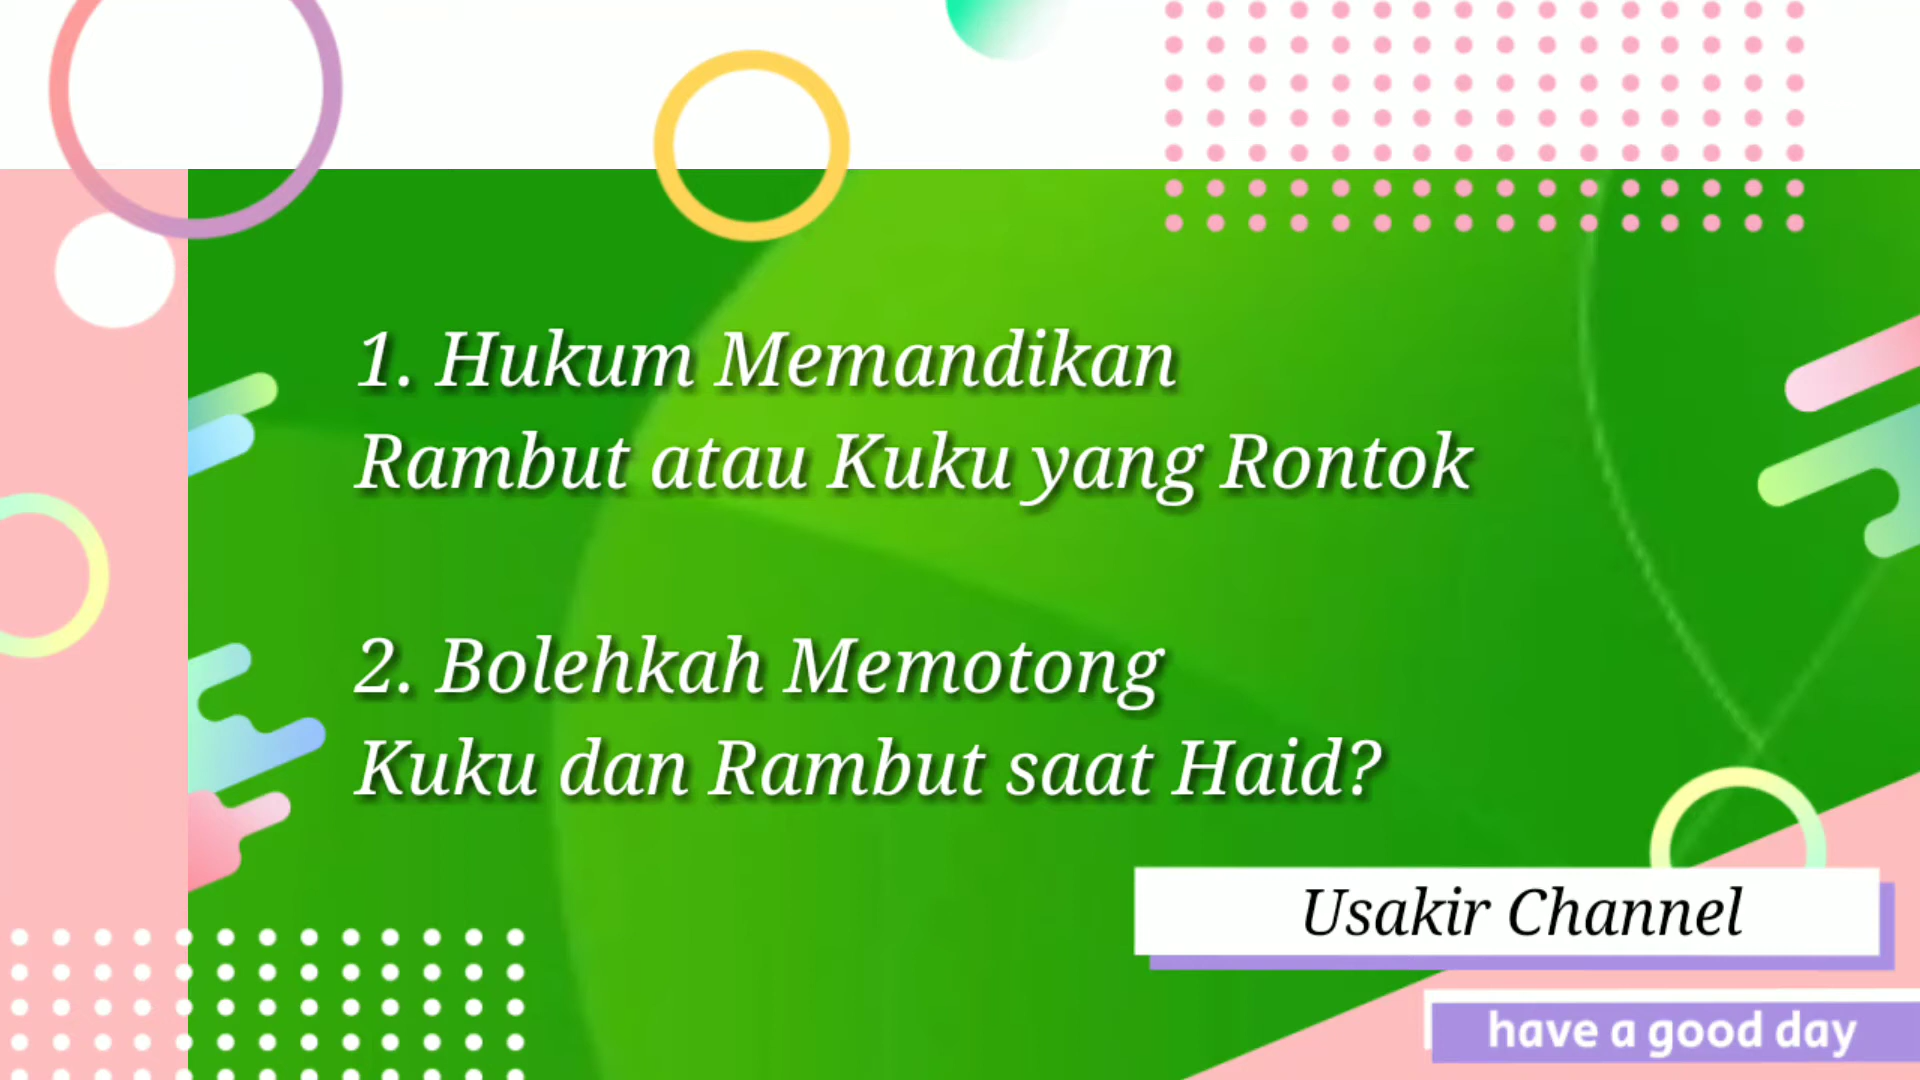 1. Hukum Memandikan
Rambut atau Kuku yang Rontok
2. Bolehkah Memotong
Kuku dan Rambut saat Haid?
Usakir Channel
have a good day